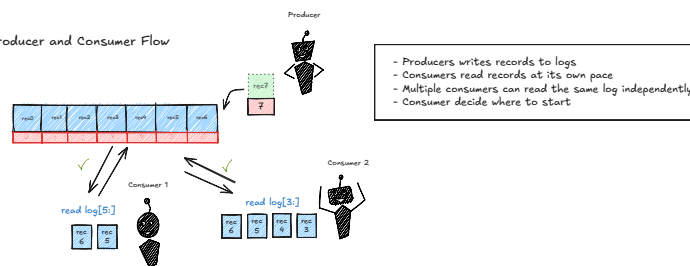 Producer
roducer and Consumer Flow
- Producers writes records to logs
- Consumers read records at its own pace
- Multiple consumers can read the same log independently
- Consumer decide where to start
rec7
7
rec0 rec1 rec2 rec3 rec4 rec5 rec6
Consumer 2
Consumer 1
read log[3:]
read log[5:]
rec 6 rec 5 rec 4 rec 3
rec 6 rec 5